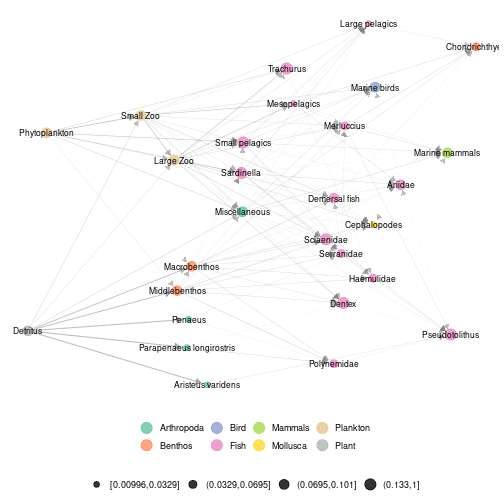 Large pelagics
Chondrichthye
Trachurus
Marine birds
Mesopelagics
Small Zoo
Phytoplankton
Merluccius
Small pelagics
Marine mammals
Large Zoo
Sardinella
Ariidae
Demersal fish
Miscellaneous
Cephalopodes
Sciaenidae
Serranidae
Macrobenthos
Haemulidae
Middlebenthos
Dentex
Penaeus
Detritus
Pseudotolithus
Parapenaeus longirostris
Polynemidae
Aristeus varidens
Arthropoda Bird Mammals Plankton
Benthos Fish Mollusca Plant
[0.00996,0.0329] (0.0329,0.0695] (0.0695,0.101] (0.133,1]